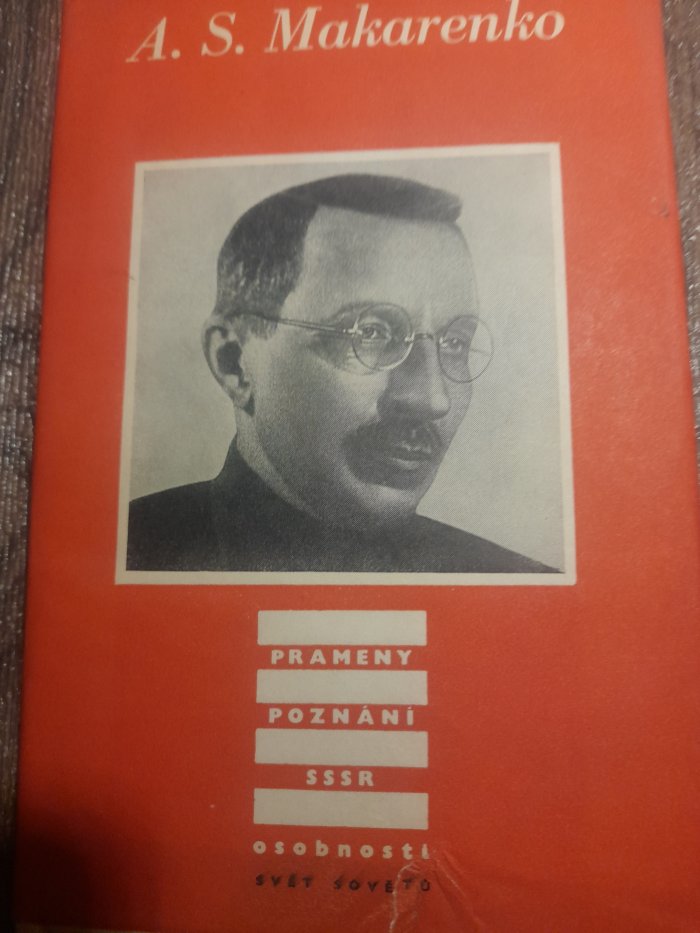 A. S. Makarenko
PRAMENY
POZNÁNÍ
SSSR
osobnosti
SVĚT SOVĚTŮ